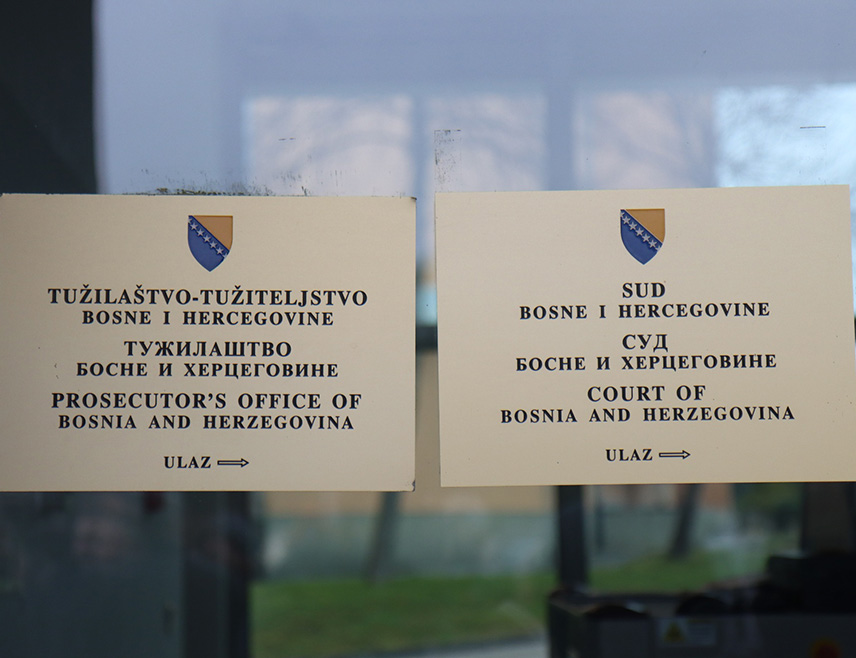 TUŽILAŠTVO-TUŽITELJSTVO
BOSNE I HERCEGOVINE
ТУЖИЛАШТВО
БОСНЕ И ХЕРЦЕГОВИНЕ
PROSECUTOR'S OFFICE OF
BOSNIA AND HERZEGOVINA
ULAZ
SUD
BOSNE I HERCEGOVINE
СУД
БОСНЕ И ХЕРЦЕГОВИНЕ
COURT OF
BOSNIA AND HERZEGOVINA
ULAZ